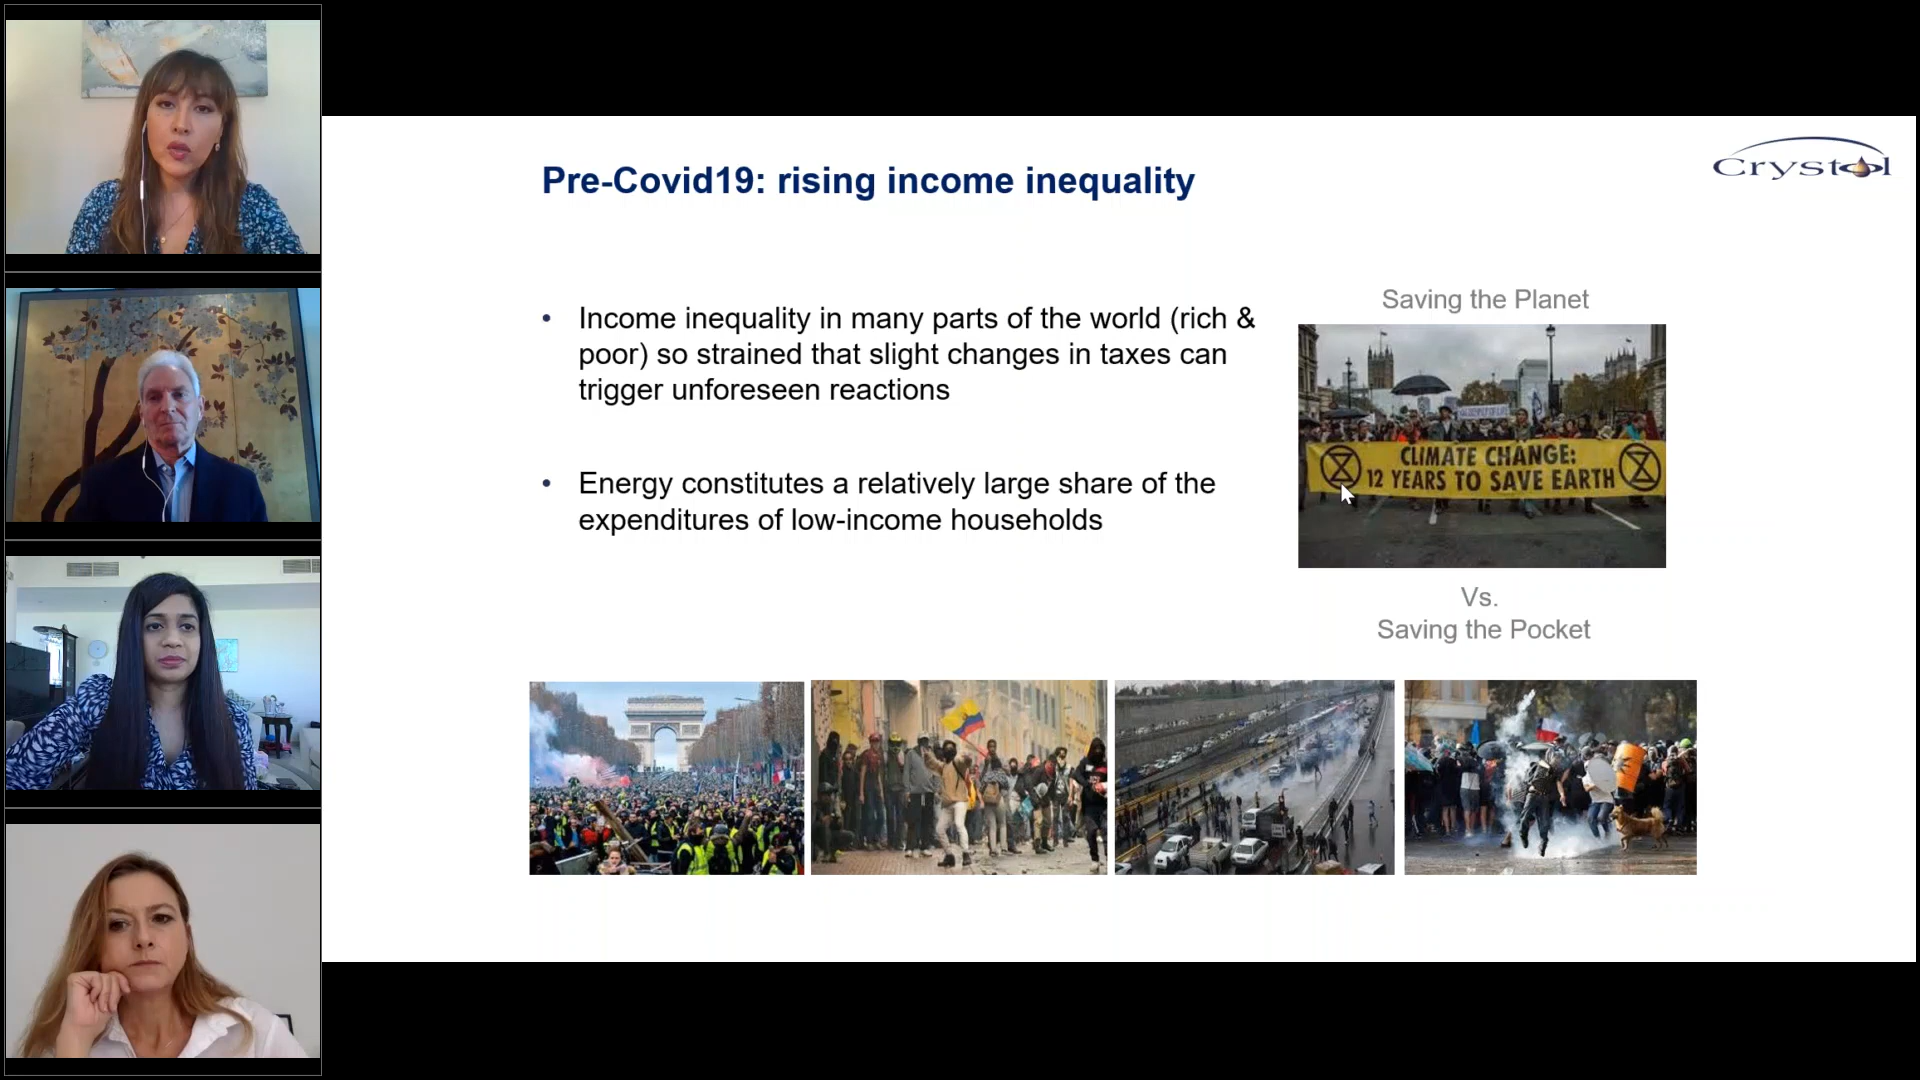 Crystol
Pre-Covid19: rising income inequality
• Income inequality in many parts of the world (rich &
poor) so strained that slight changes in taxes can
trigger unforeseen reactions
• Energy constitutes a relatively large share of the
expenditures of low-income households
Saving the Planet
CLIMATE CHANGE:
12 YEARS TO SAVE EARTH
Vs.
Saving the Pocket